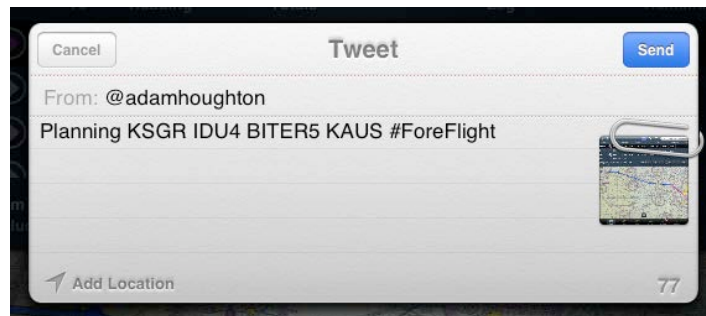 Cancel
Tweet
Send
From: @adamhoughton
Planning KSGR IDU4 BITER5 KAUS #ForeFlight
Add Location
77